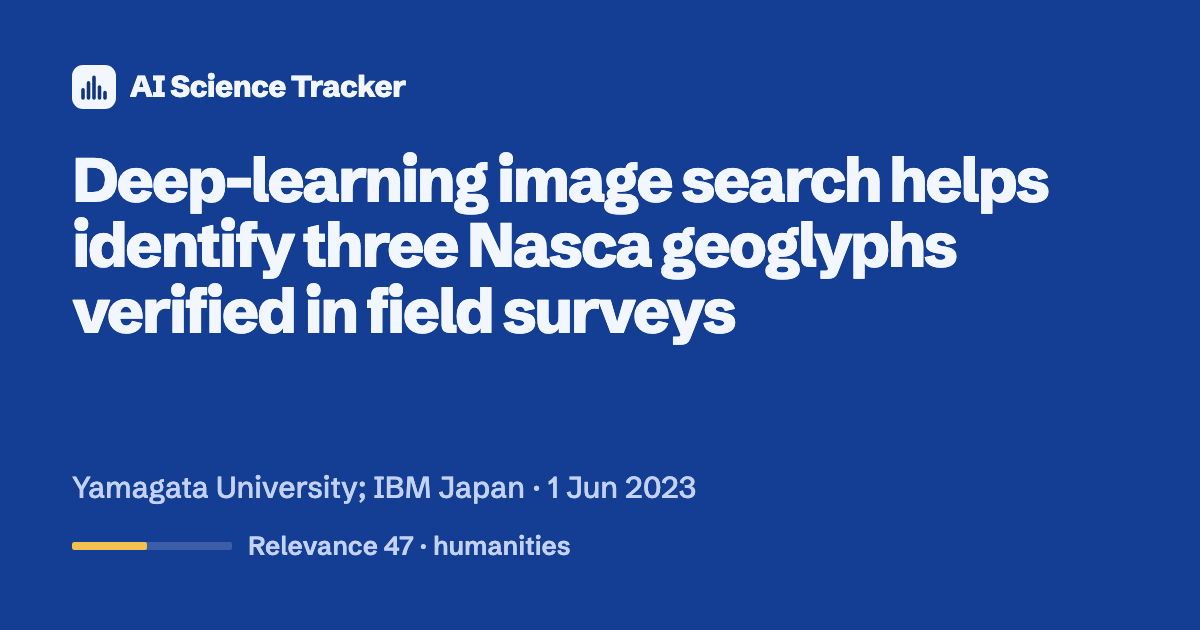 AI Science Tracker
Deep-learning image search helps
identify three Nasca geoglyphs
verified in field surveys
Yamagata University; IBM Japan · 1 Jun 2023
Relevance 47 · humanities